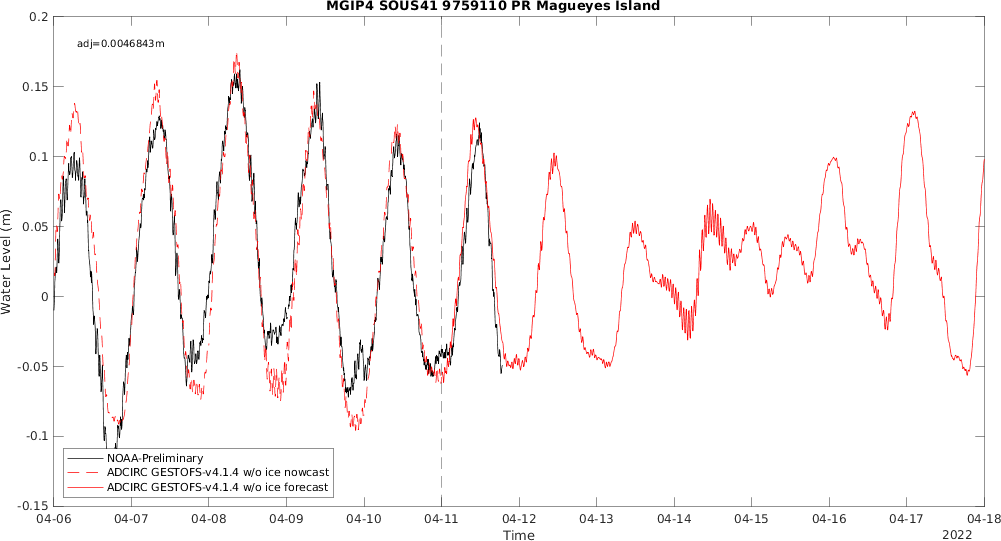 MGIP4 SOUS41 9759110 PR Magueyes Island
adj=0.0046843m
0.2
0.15
0.1
0.05
0
-0.05
-0.1
-0.15
Water Level (m)
NOAA-Preliminary
ADCIRC GESTOFS-v4.1.4 w/o ice nowcast
ADCIRC GESTOFS-v4.1.4 w/o ice forecast
04-06 04-07 04-08 04-09 04-10 04-11 04-12 04-13 04-14 04-15 04-16 04-17 04-18
Time
2022